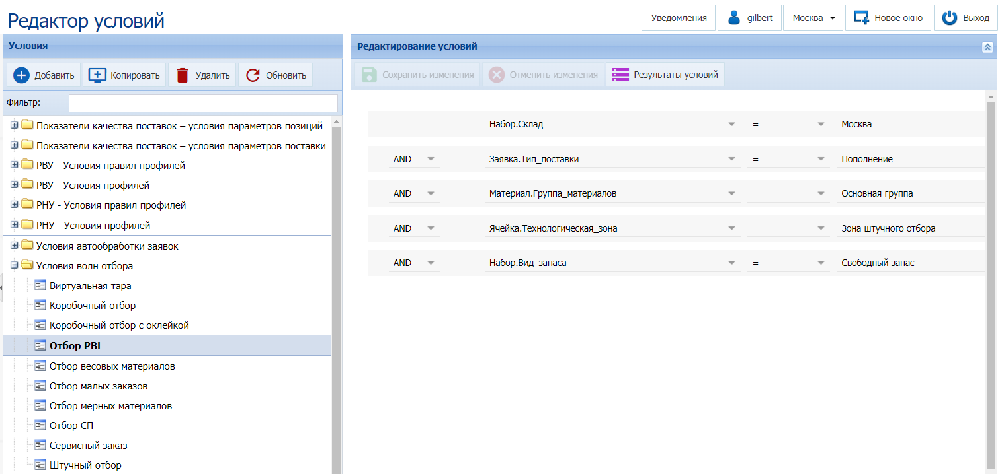 Редактор условий
Уведомления
gilbert
Москва
Новое окно
Выход
Условия
Добавить
Копировать
Удалить
Обновить
Фильтр:
Показатели качества поставок – условия параметров позиций
Показатели качества поставок – условия параметров поставки
РВУ - Условия правил профилей
РВУ - Условия профилей
РНУ - Условия правил профилей
РНУ - Условия профилей
Условия автообработки заявок
Условия волн отбора
Виртуальная тара
Коробочный отбор
Коробочный отбор с оклейкой
Отбор PBL
Отбор весовых материалов
Отбор малых заказов
Отбор мерных материалов
Отбор СП
Сервисный заказ
Штучный отбор
Редактирование условий
Сохранить изменения
Отменить изменения
Результаты условий
Набор.Склад = Москва
AND Заявка.Тип_поставки = Пополнение
AND Материал.Группа_материалов = Основная группа
AND Ячейка.Технологическая_зона = Зона штучного отбора
AND Набор.Вид_запаса = Свободный запас